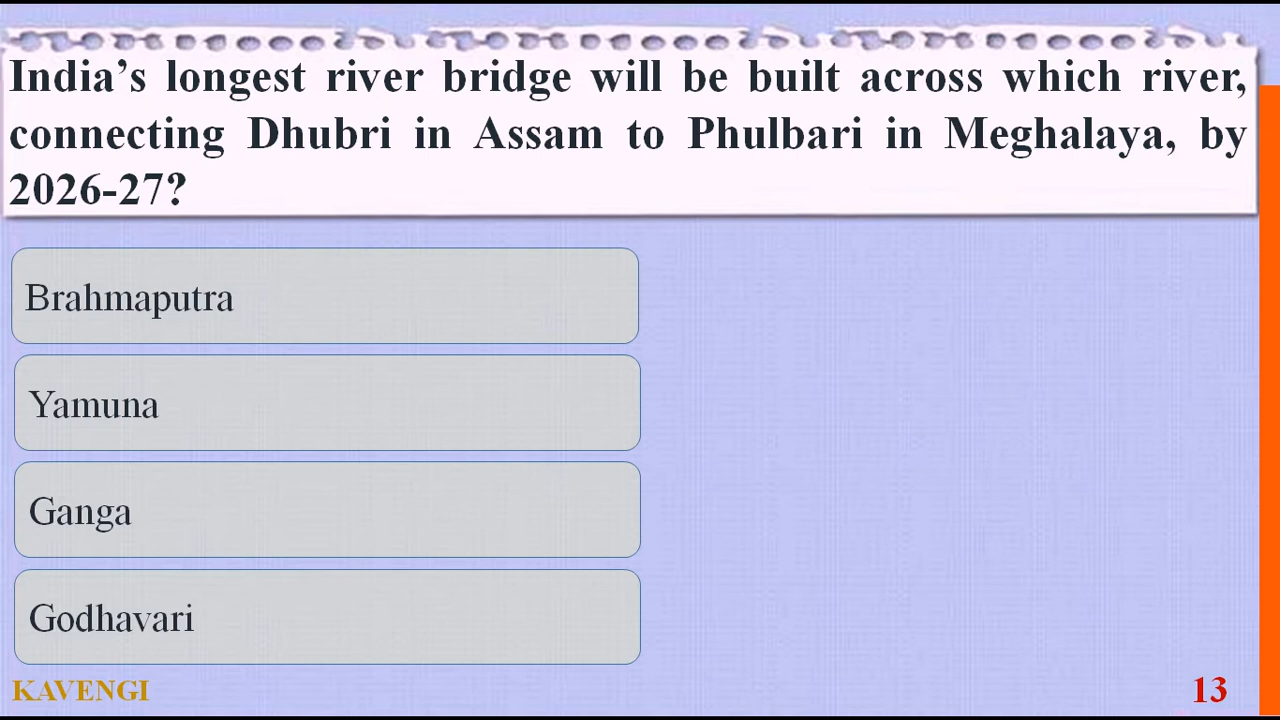 India’s longest river bridge will be built across which river,
connecting Dhubri in Assam to Phulbari in Meghalaya, by
2026-27?
Brahmaputra
Yamuna
Ganga
Godhavari
KAVENGI
13